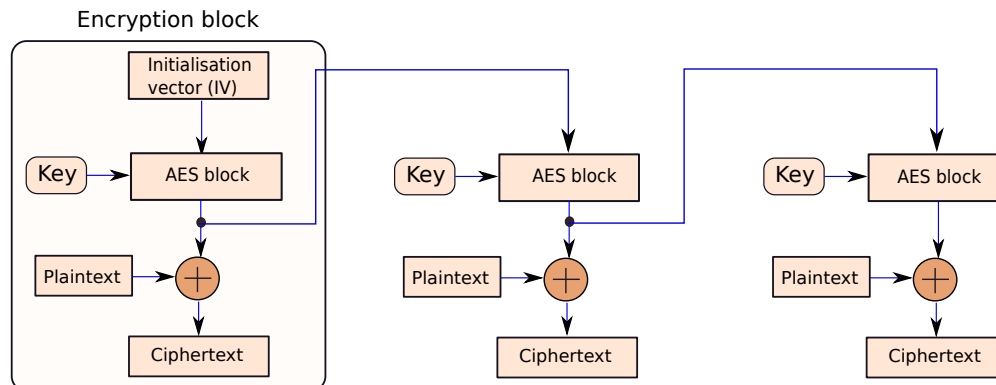 Encryption block
Initialisation
vector (IV)
Key
AES block
Plaintext
Ciphertext
Key
AES block
Plaintext
Ciphertext
Key
AES block
Plaintext
Ciphertext